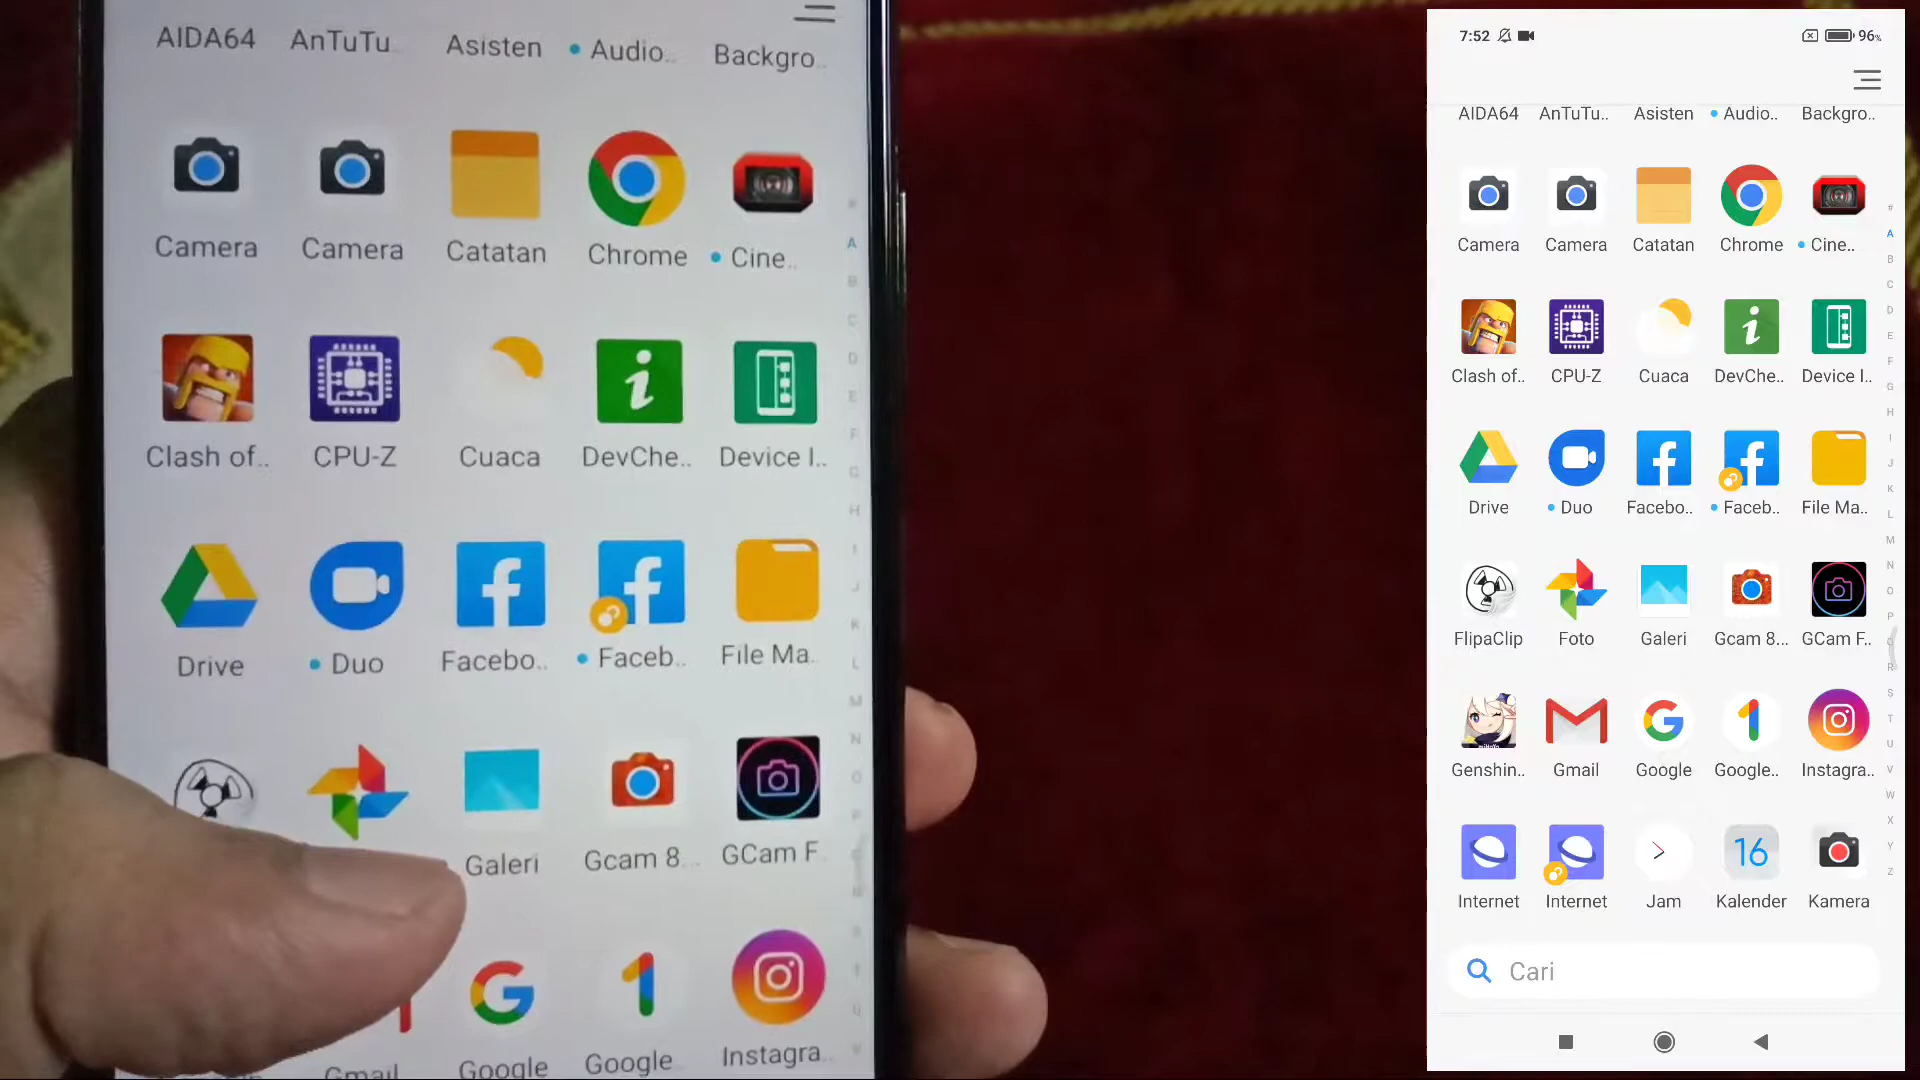 AIDA64 AnTuTu.. Asisten Audio.. Backgro..
Camera Camera Catatan Chrome Cine..
Clash of.. CPU-Z Cuaca DevChe.. Device I..
Drive Duo Facebo.. Faceb.. File Ma..
Galeri Gcam 8... GCam F..
Gmail Google Google.. Instagra..
A
B
C
D
E
F
G
H
I
J
K
L
M
N
O
P
7:52 96%
AIDA64 AnTuTu.. Asisten Audio.. Backgro..
Camera Camera Catatan Chrome Cine..
Clash of.. CPU-Z Cuaca DevChe.. Device I..
Drive Duo Facebo.. Faceb.. File Ma..
FlipaClip Foto Galeri Gcam 8... GCam F..
Genshin.. Gmail Google Google.. Instagra..
16
Internet Internet Jam Kalender Kamera
Cari
#
A
B
C
D
E
F
G
H
I
J
K
L
M
N
O
P
Q
R
S
T
U
V
W
X
Y
Z